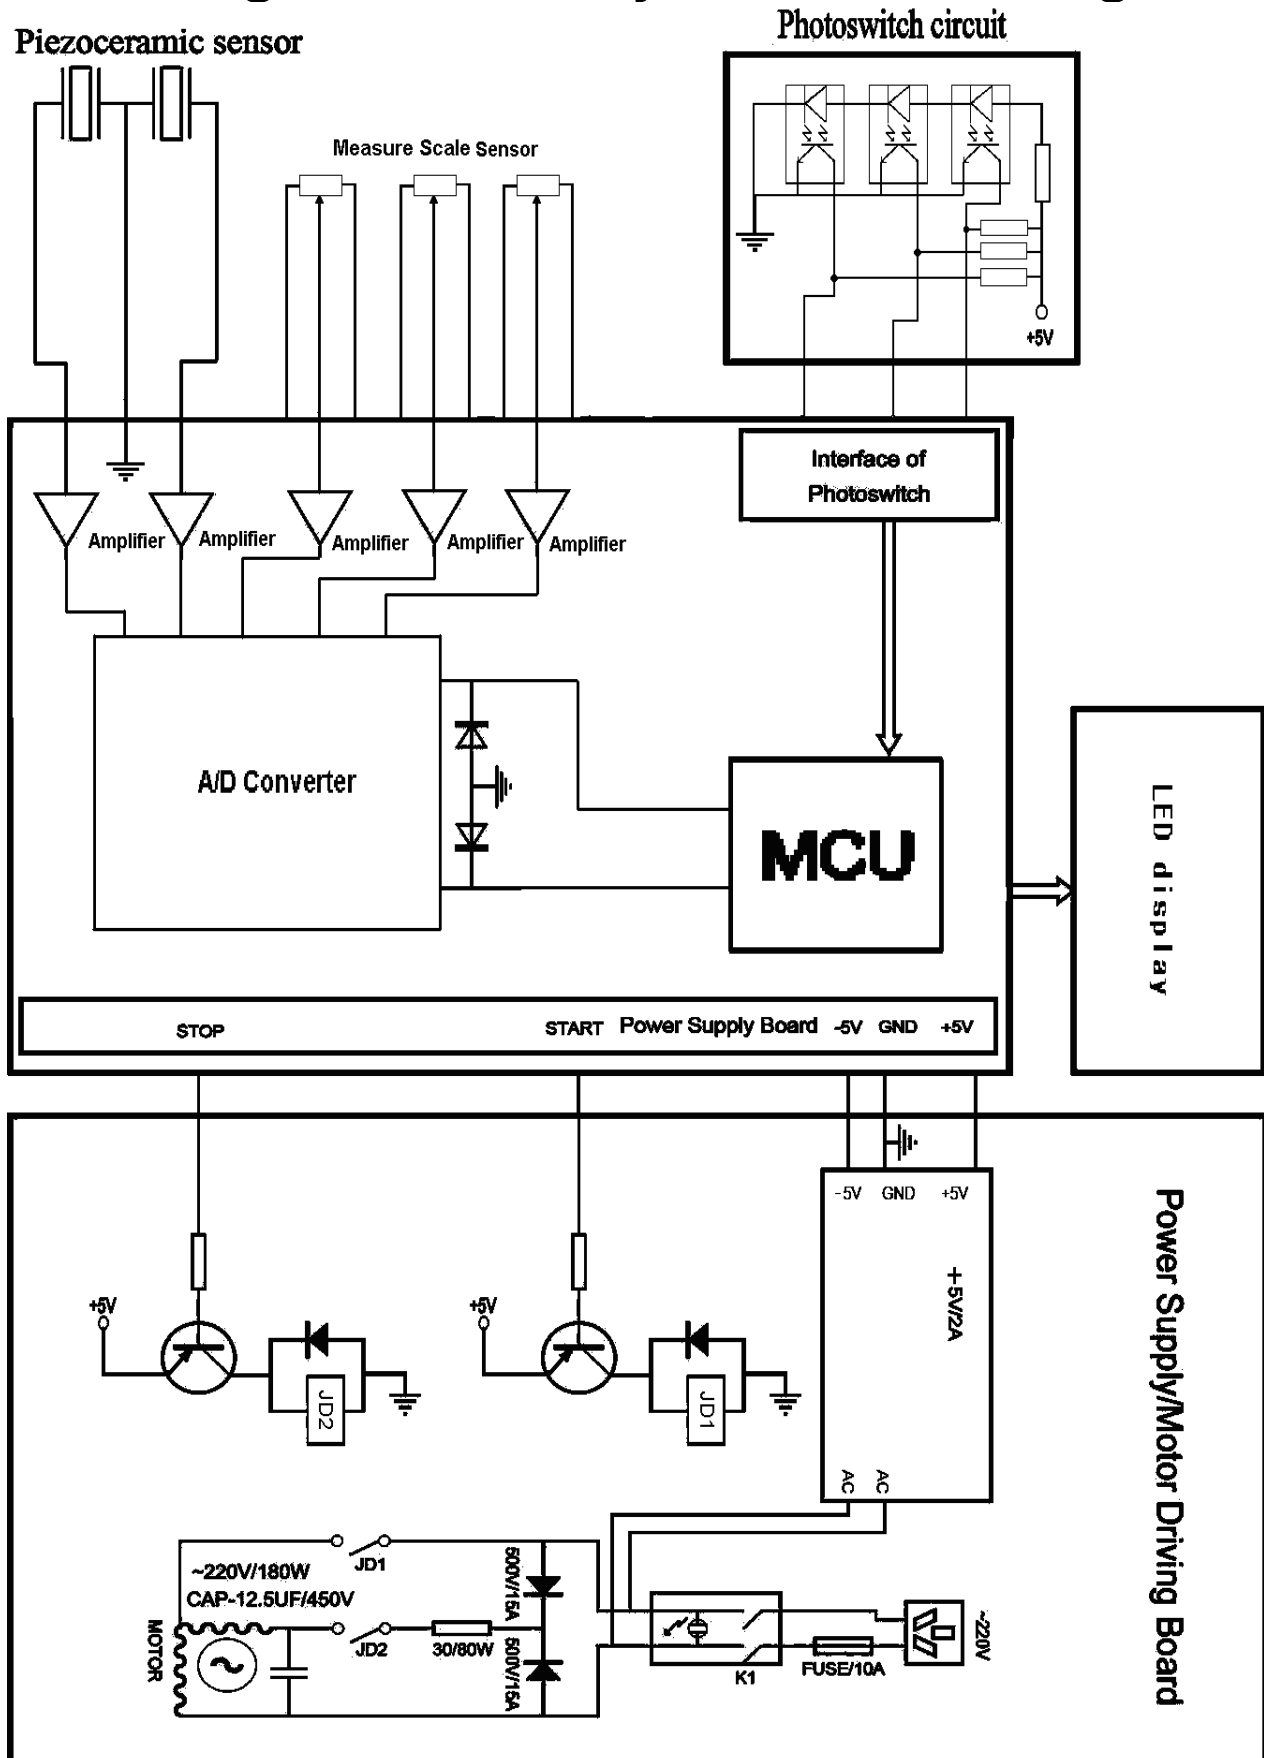 Piezoceramic sensor
Photoswitch circuit
Measure Scale Sensor
+5V
Interface of
Photoswitch
Amplifier
Amplifier
Amplifier
Amplifier
Amplifier
A/D Converter
MCU
LED display
STOP
START
Power Supply Board
-5V
GND
+5V
-5V
GND
+5V
+5V/2A
AC
AC
Power Supply/Motor Driving Board
+5V
JD2
+5V
JD1
~220V/180W
CAP-12.5UF/450V
MOTOR
JD1
JD2
30/80W
500V/15A
500V/15A
K1
FUSE/10A
~220V